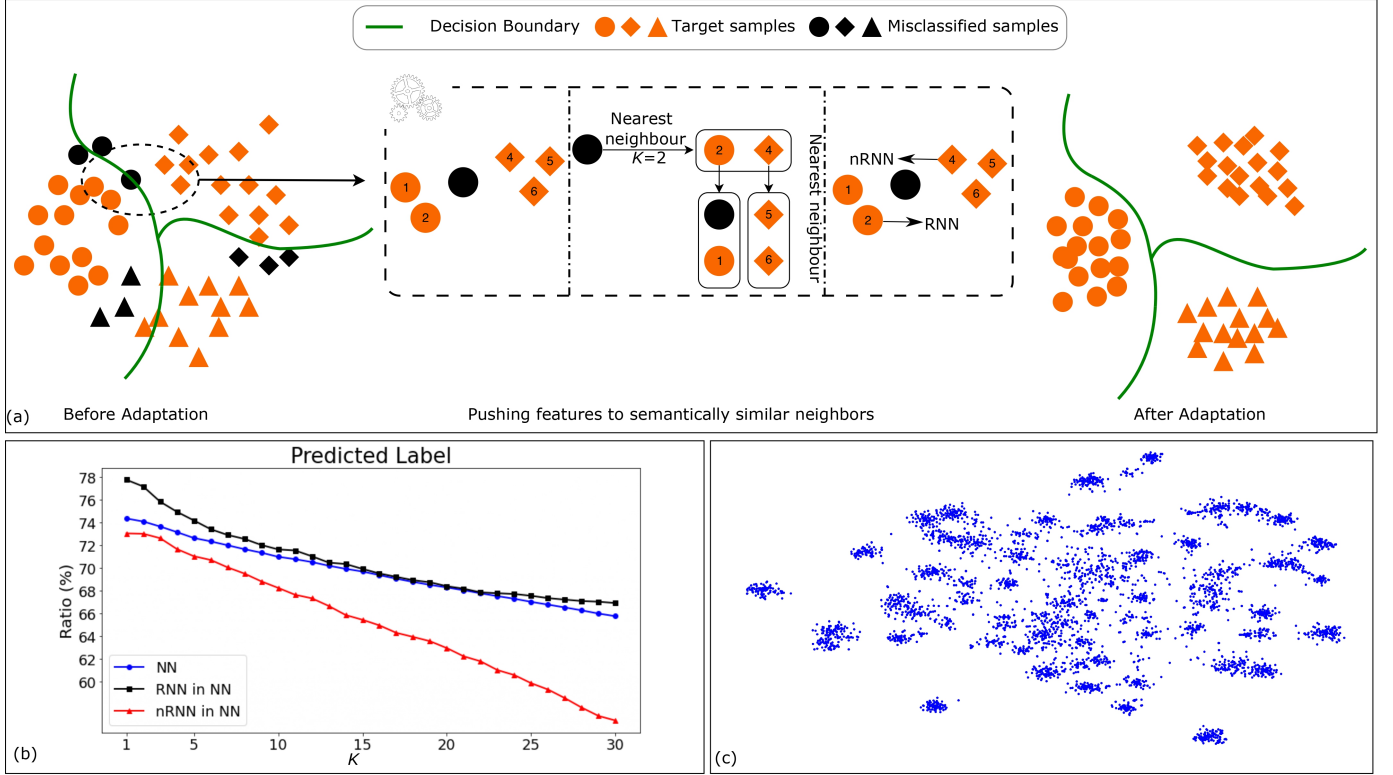 Decision Boundary
Target samples
Misclassified samples
1
2
4
5
6
Nearest
neighbour
K=2
2
4
5
1
6
Nearest neighbour
nRNN
4
5
6
1
2
RNN
(a)
Before Adaptation
Pushing features to semantically similar neighbors
After Adaptation
Predicted Label
78
76
74
72
70
68
66
64
62
60
Ratio (%)
NN
RNN in NN
nRNN in NN
1
5
10
15
20
25
30
K
(b)
(c)